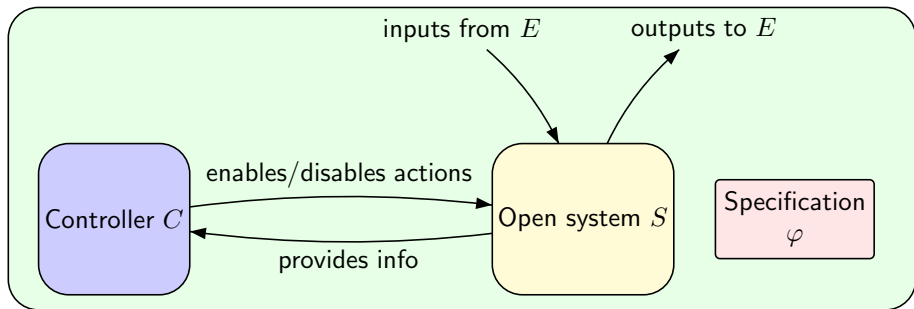 inputs from E
outputs to E
enables/disables actions
Controller C
Open system S
provides info
Specification
φ